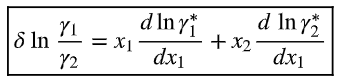 δ ln γ₁/γ₂ = x₁ d ln γ₁*/dx₁ + x₂ d ln γ₂*/dx₁